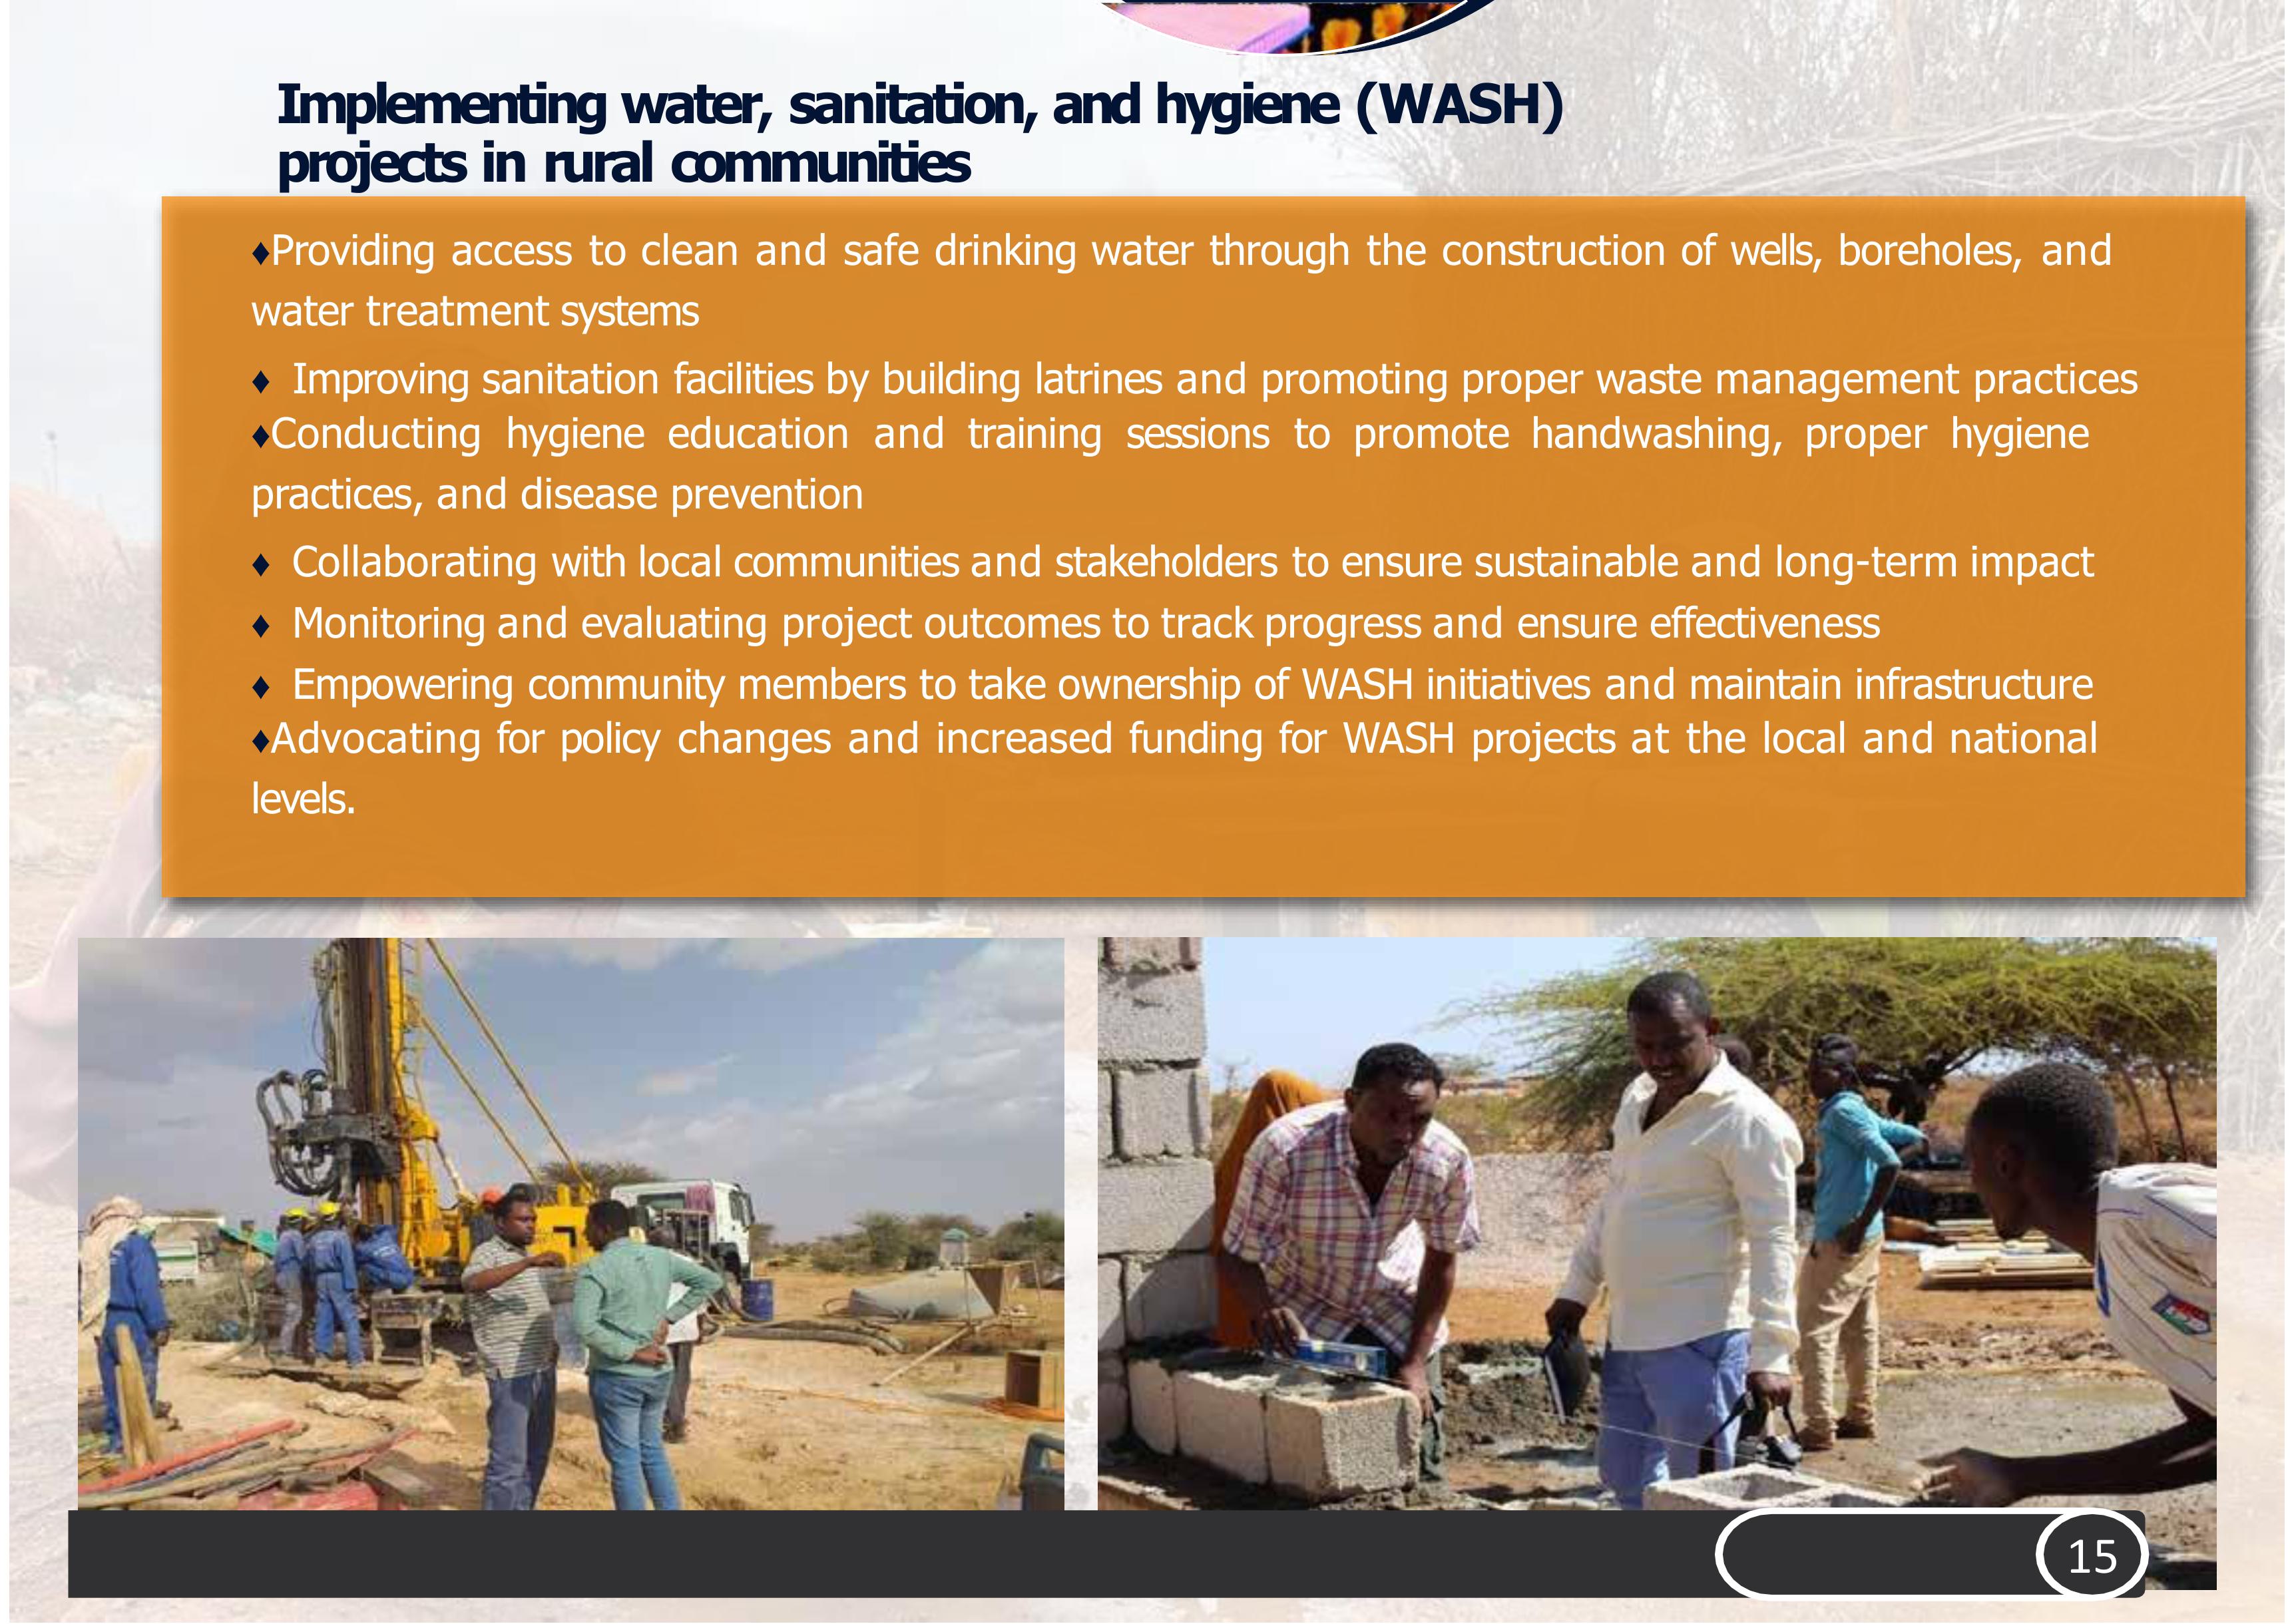 Implementing water, sanitation, and hygiene (WASH)
projects in rural communities
♦Providing access to clean and safe drinking water through the construction of wells, boreholes, and
water treatment systems
♦ Improving sanitation facilities by building latrines and promoting proper waste management practices
♦Conducting hygiene education and training sessions to promote handwashing, proper hygiene
practices, and disease prevention
♦ Collaborating with local communities and stakeholders to ensure sustainable and long-term impact
♦ Monitoring and evaluating project outcomes to track progress and ensure effectiveness
♦ Empowering community members to take ownership of WASH initiatives and maintain infrastructure
♦Advocating for policy changes and increased funding for WASH projects at the local and national
levels.
15